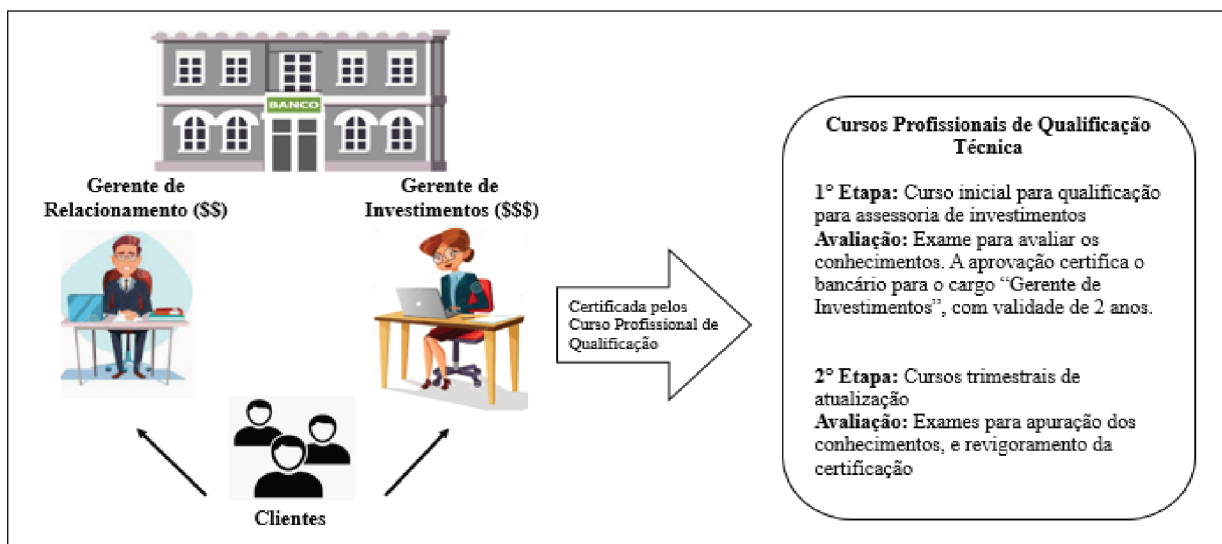 BANCO
Gerente de
Relacionamento ($$)
Gerente de
Investimentos ($$$)
Clientes
Certificada pelos
Curso Profissional de
Qualificação
Cursos Profissionais de Qualificação
Técnica
1° Etapa: Curso inicial para qualificação
para assessoria de investimentos
Avaliação: Exame para avaliar os
conhecimentos. A aprovação certifica o
bancário para o cargo “Gerente de
Investimentos”, com validade de 2 anos.
2° Etapa: Cursos trimestrais de
atualização
Avaliação: Exames para apuração dos
conhecimentos, e revigoramento da
certificação